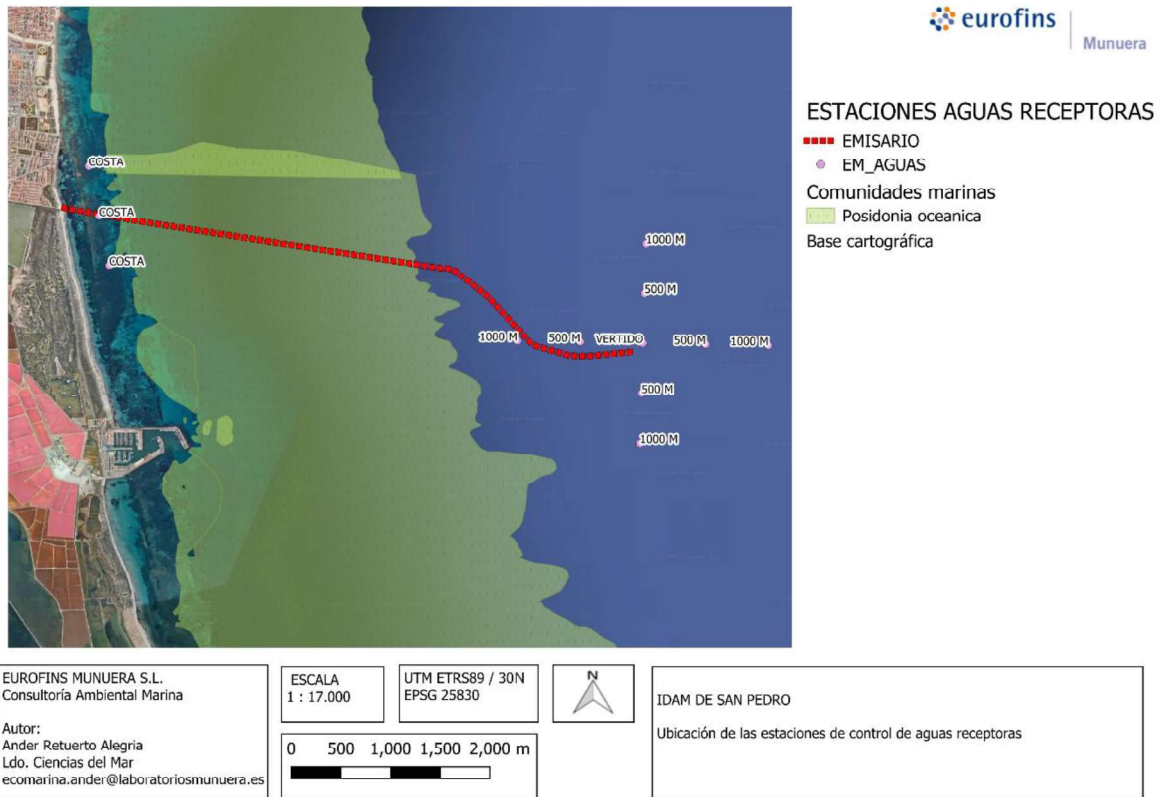 eurofins
Munuera
ESTACIONES AGUAS RECEPTORAS
EMISARIO
EM_AGUAS
Comunidades marinas
Posidonia oceanica
Base cartográfica
COSTA
COSTA
COSTA
1000 M
500 M
1000 M
500 M
VERTIDO
500 M
1000 M
500 M
1000 M
EUROFINS MUNUERA S.L.
Consultoría Ambiental Marina
Autor:
Ander Retuerto Alegria
Ldo. Ciencias del Mar
ecomarina.ander@laboratoriosmunuera.es
ESCALA
1 : 17.000
UTM ETRS89 / 30N
EPSG 25830
N
0 500 1,000 1,500 2,000 m
IDAM DE SAN PEDRO
Ubicación de las estaciones de control de aguas receptoras